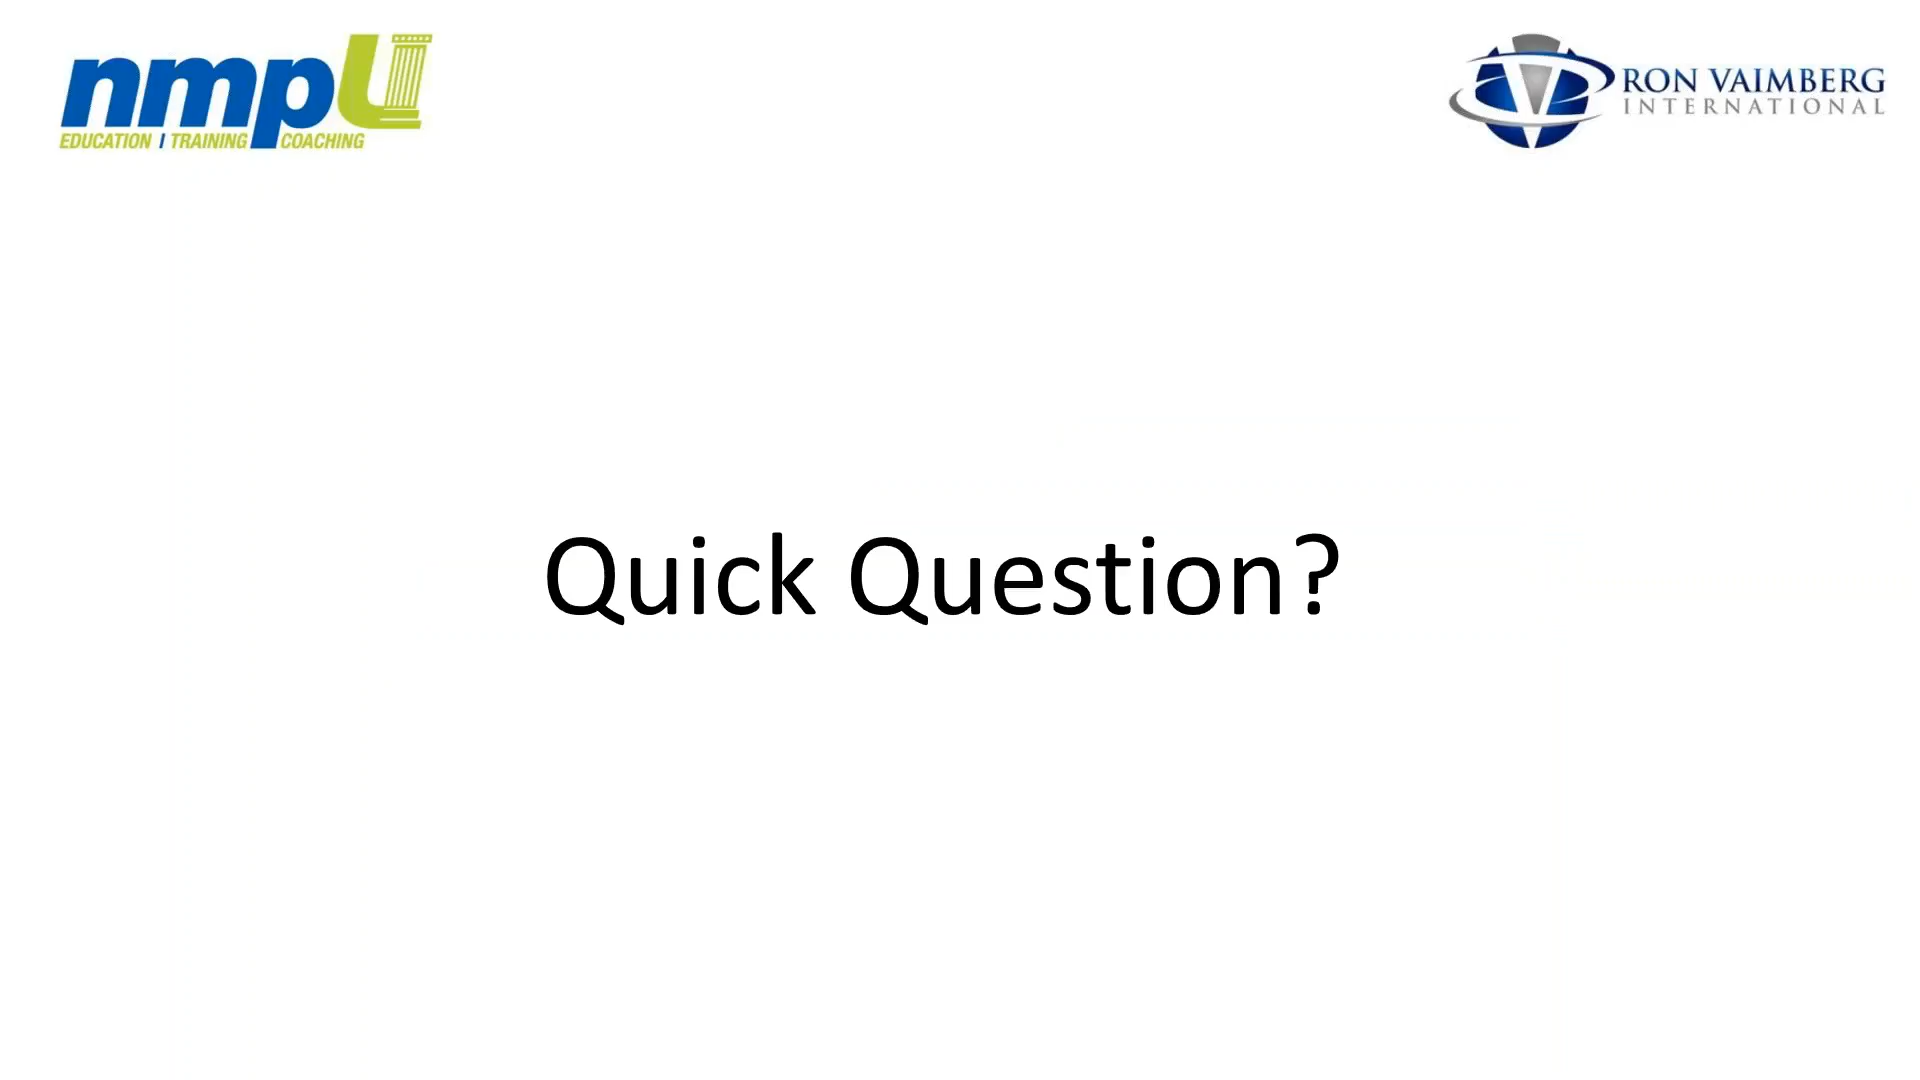 nmpU
EDUCATION | TRAINING COACHING
RON VAIMBERG
INTERNATIONAL
Quick Question?